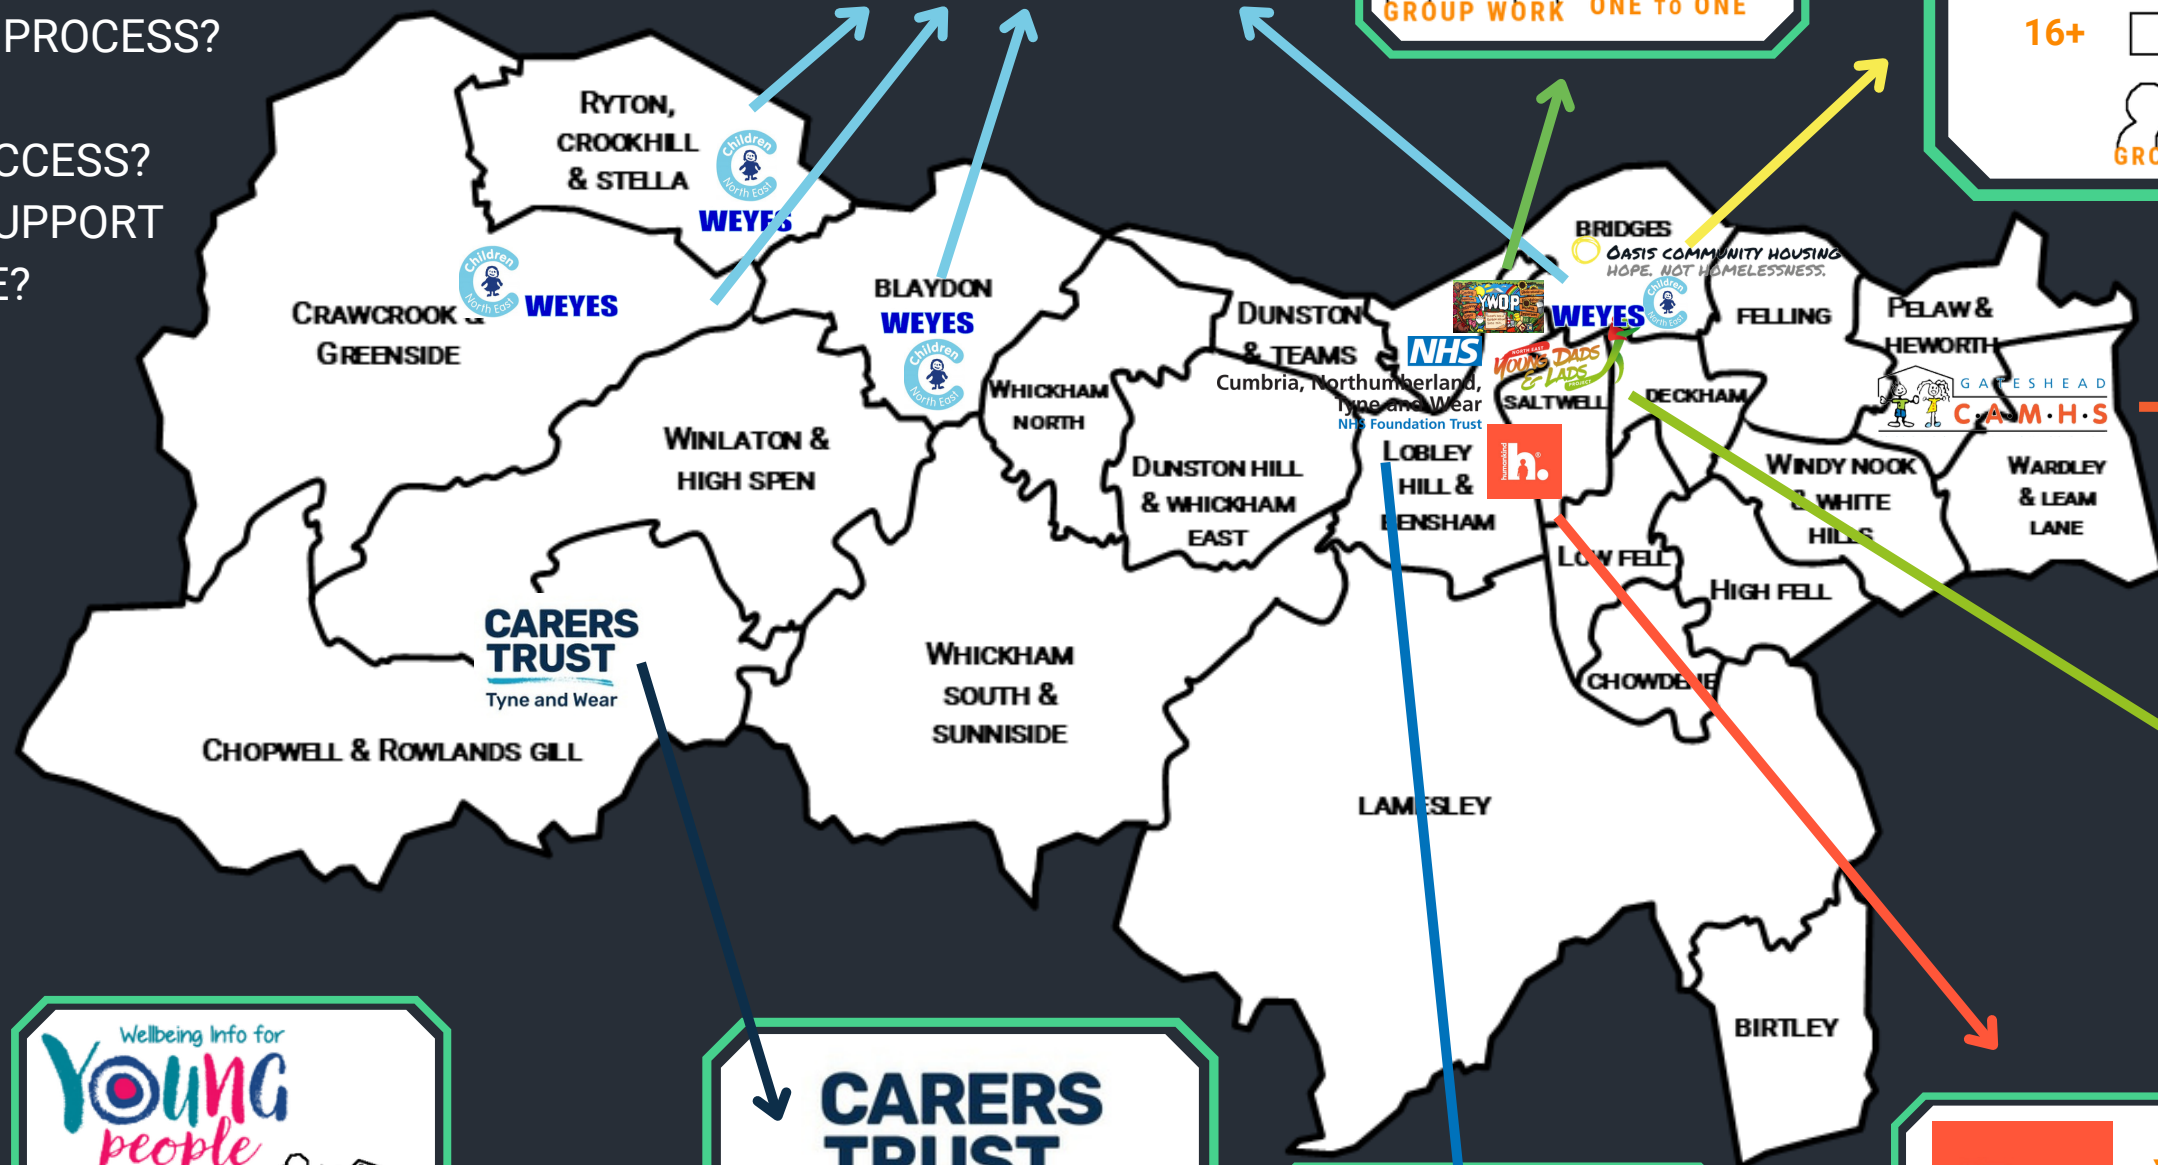 PROCESS?
CCESS?
UPPORT
E?
GROUP WORK ONE TO ONE
16+
GRO
RYTON,
CROOKHILL
& STELLA
Children
North East
WEYES
CRAWCROOK &
GREENSIDE
Children
North East
WEYES
BLAYDON
WEYES
Children
North East
WHICKHAM
NORTH
WINLATON &
HIGH SPEN
DUNSTON
& TEAMS
DUNSTON HILL
& WHICKHAM
EAST
BRIDGES
OASIS COMMUNITY HOUSING
HOPE. NOT HOMELESSNESS.
YWDP
WEYES
Children
North East
NHS
Cumbria, Northumberland,
Tyne and Wear
NHS Foundation Trust
NORTH EAST
YOUNG DADS
& LADS
PROJECT
SALTWELL
DECKHAM
FELLING
PELAW &
HEWORTH
GATESHEAD
C·A·M·H·S
LOBLEY
HILL &
BENSHAM
humankind
h.
WINDY NOOK
& WHITE
HILLS
WARDLEY
& LEAM
LANE
LOW FELL
HIGH FELL
CHOWDENE
CARERS
TRUST
Tyne and Wear
CHOPWELL & ROWLANDS GILL
WHICKHAM
SOUTH &
SUNNISIDE
LAMESLEY
BIRTLEY
Wellbeing Info for
YOUNG
people
CARERS
TRUST